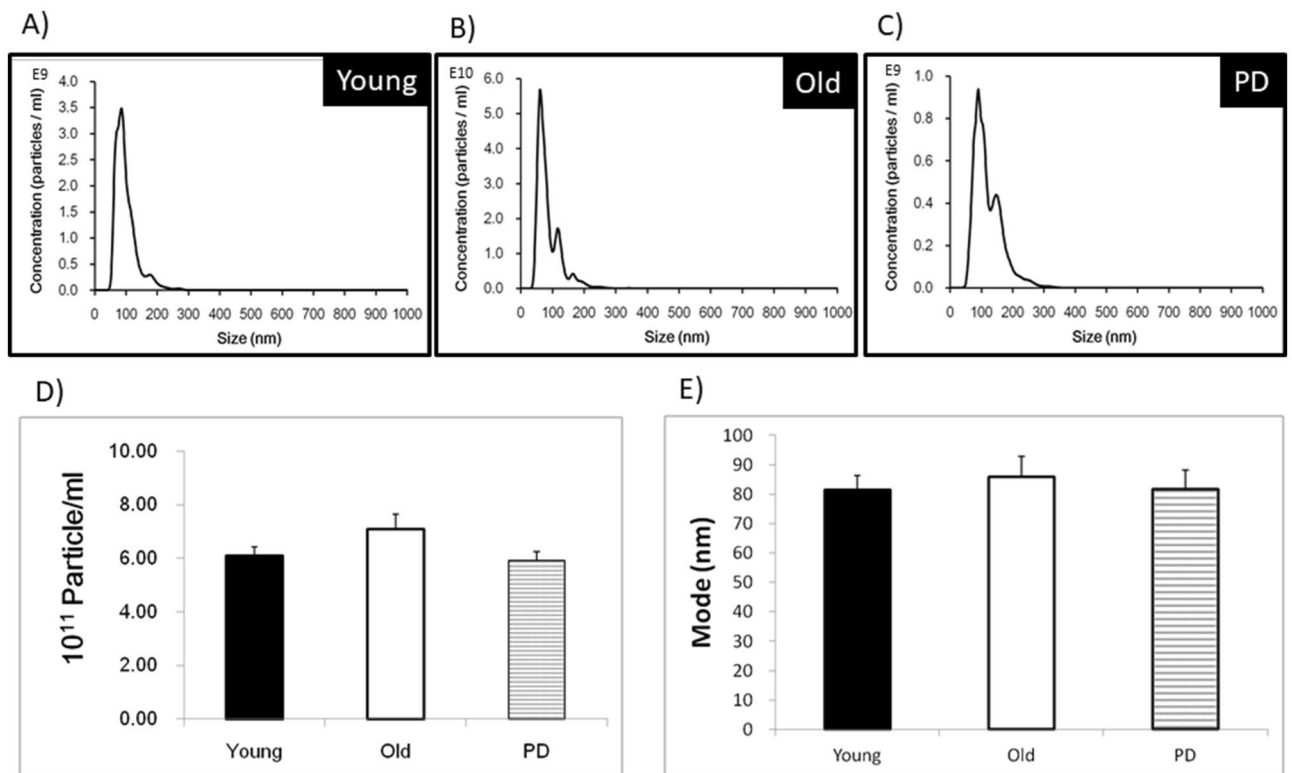 A)
B)
C)
Young
E9
Concentration (particles / ml)
4.0
3.5
3.0
2.5
2.0
1.5
1.0
0.5
0.0
0 100 200 300 400 500 600 700 800 900 1000
Size (nm)
Old
E10
Concentration (particles / ml)
6.0
5.0
4.0
3.0
2.0
1.0
0.0
0 100 200 300 400 500 600 700 800 900 1000
Size (nm)
PD
E9
Concentration (particles / ml)
1.0
0.8
0.6
0.4
0.2
0.0
0 100 200 300 400 500 600 700 800 900 1000
Size (nm)
D)
10¹¹ Particle/ml
10.00
8.00
6.00
4.00
2.00
0.00
Young Old PD
E)
Mode (nm)
100
90
80
70
60
50
40
30
20
10
0
Young Old PD